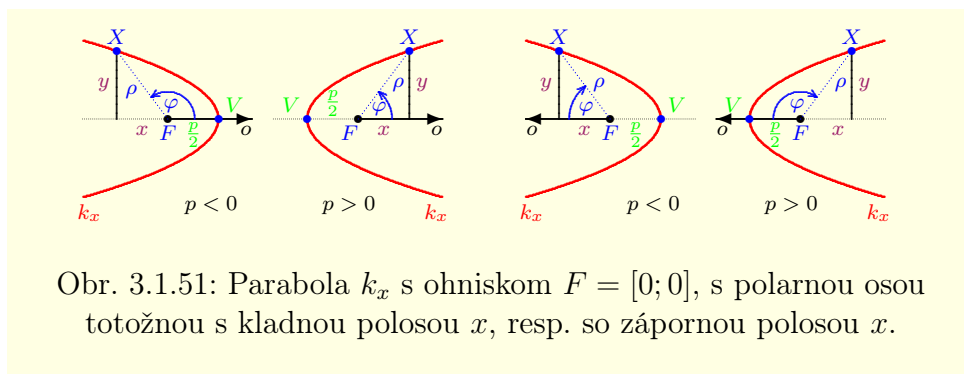 X X X X
y ρ φ V V p/2 φ y y ρ φ V ρ φ y
x F p/2 o F x o o x F p/2 o p/2 F x
k_x p < 0 p > 0 k_x k_x p < 0 p > 0 k_x
Obr. 3.1.51: Parabola k_x s ohniskom F = [0; 0], s polarnou osou
totožnou s kladnou polosou x, resp. so zápornou polosou x.